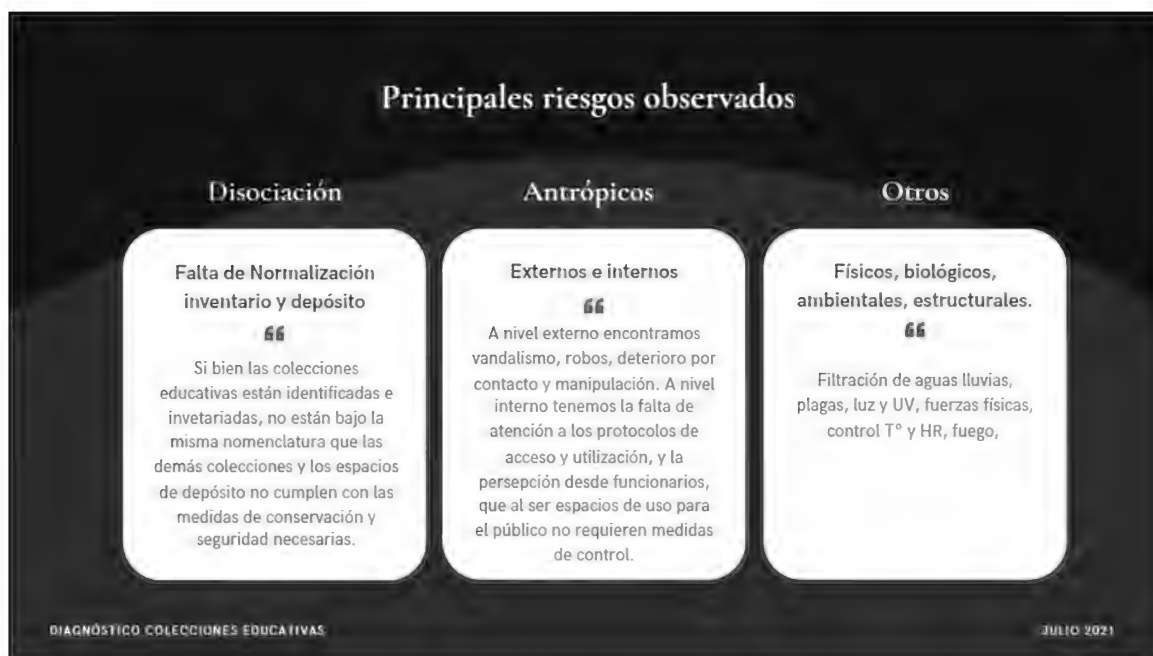 Principales riesgos observados
Disociación
Falta de Normalización
inventario y depósito
Si bien las colecciones
educativas están identificadas e
invetariadas, no están bajo la
misma nomenclatura que las
demás colecciones y los espacios
de depósito no cumplen con las
medidas de conservación y
seguridad necesarias.
Antrópicos
Externos e internos
A nivel externo encontramos
vandalismo, robos, deterioro por
contacto y manipulación. A nivel
interno tenemos la falta de
atención a los protocolos de
acceso y utilización, y la
persepción desde funcionarios,
que al ser espacios de uso para
el público no requieren medidas
de control.
Otros
Físicos, biológicos,
ambientales, estructurales.
Filtración de aguas lluvias,
plagas, luz y UV, fuerzas físicas,
control T° y HR, fuego,
DIAGNÓSTICO COLECCIONES EDUCATIVAS
JULIO 2021